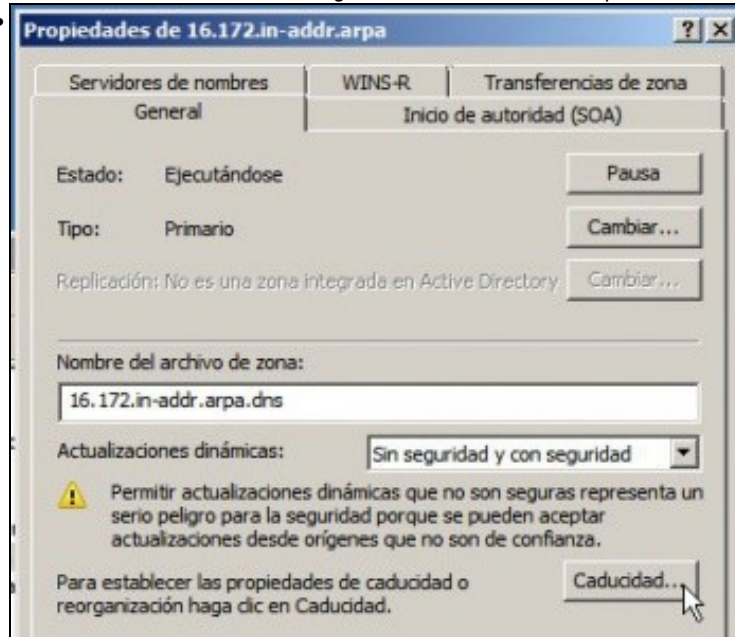 Propiedades de 16.172.in-addr.arpa
Servidores de nombres WINS-R Transferencias de zona
General Inicio de autoridad (SOA)
Estado: Ejecutándose Pausa
Tipo: Primario Cambiar...
Replicación: No es una zona integrada en Active Directory Cambiar...
Nombre del archivo de zona:
16.172.in-addr.arpa.dns
Actualizaciones dinámicas: Sin seguridad y con seguridad
Permitir actualizaciones dinámicas que no son seguras representa un
serio peligro para la seguridad porque se pueden aceptar
actualizaciones desde orígenes que no son de confianza.
Para establecer las propiedades de caducidad o Caducidad...
reorganización haga clic en Caducidad.